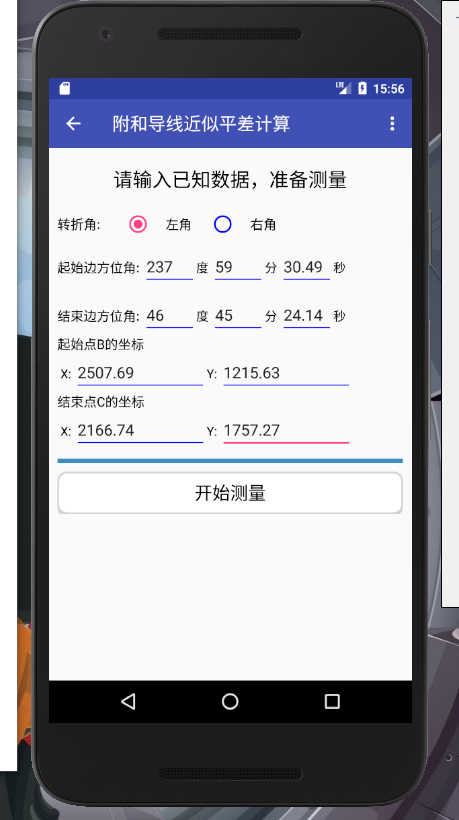 LTE 15:56
附和导线近似平差计算
请输入已知数据，准备测量
转折角: 左角 右角
起始边方位角: 237 度 59 分 30.49 秒
结束边方位角: 46 度 45 分 24.14 秒
起始点B的坐标
X: 2507.69 Y: 1215.63
结束点C的坐标
X: 2166.74 Y: 1757.27
开始测量